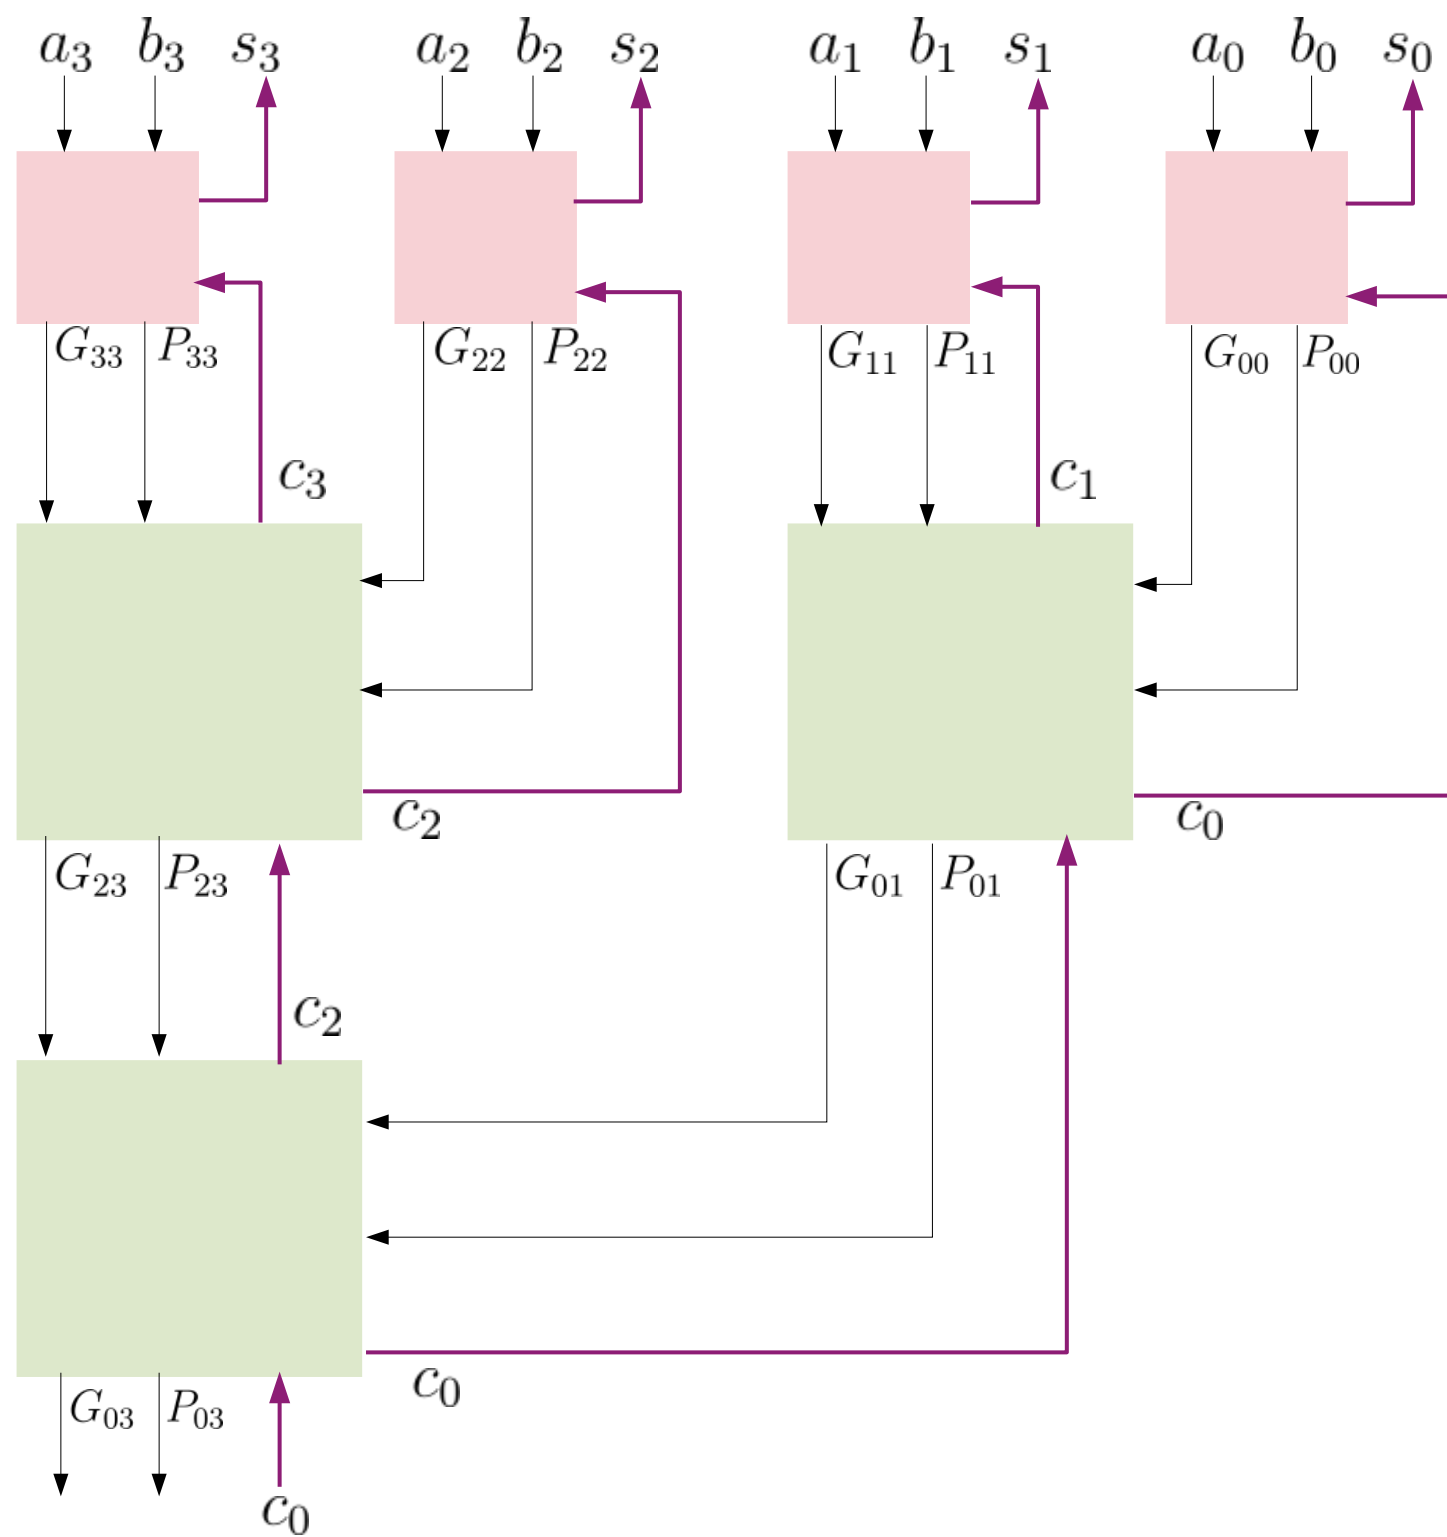 a₃ b₃ s₃ a₂ b₂ s₂ a₁ b₁ s₁ a₀ b₀ s₀
G₃₃ P₃₃ G₂₂ P₂₂ G₁₁ P₁₁ G₀₀ P₀₀
c₃ c₁
c₂ c₀
G₂₃ P₂₃ G₀₁ P₀₁
c₂
c₀
G₀₃ P₀₃
c₀